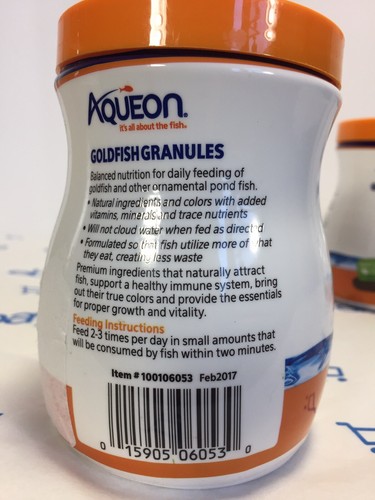 AQUEON®
it's all about the fish.
GOLDFISH GRANULES
Balanced nutrition for daily feeding of
goldfish and other ornamental pond fish.
• Natural ingredients and colors with added
vitamins, minerals and trace nutrients
• Will not cloud water when fed as directed
• Formulated so that fish utilize more of what
they eat, creating less waste
Premium ingredients that naturally attract
fish, support a healthy immune system, bring
out their true colors and provide the essentials
for proper growth and vitality.
Feeding Instructions
Feed 2-3 times per day in small amounts that
will be consumed by fish within two minutes.
Item # 100106053 Feb2017
0 15905 06053 0